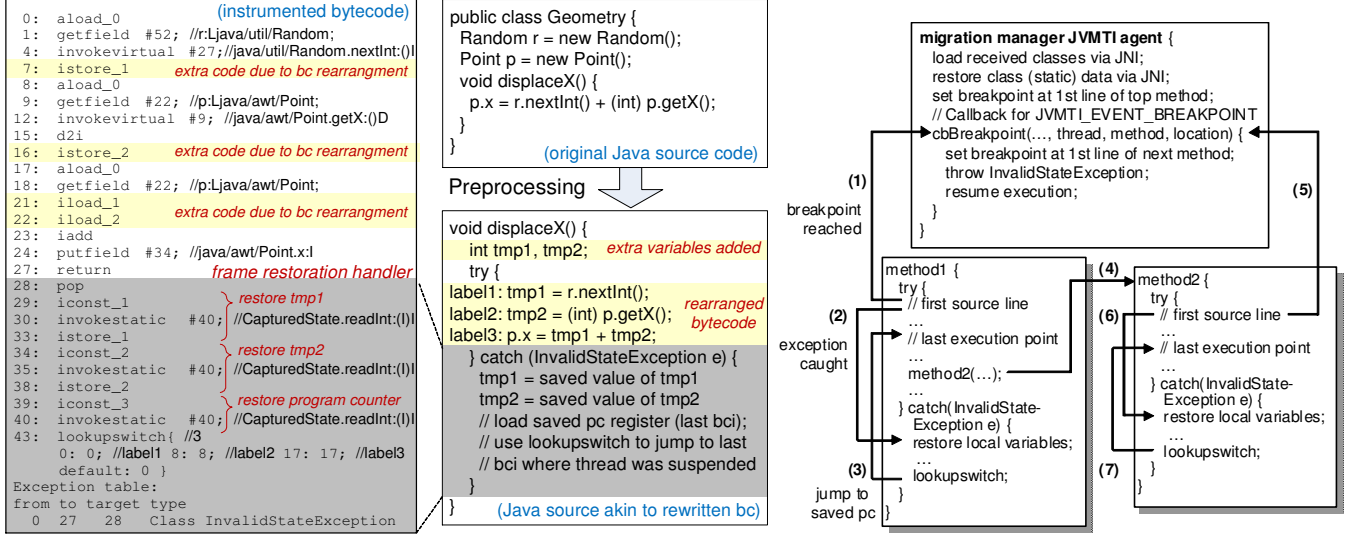 (instrumented bytecode)
0: aload_0
1: getfield #52; //r:Ljava/util/Random;
4: invokevirtual #27;//java/util/Random.nextInt:()I
7: istore_1 extra code due to bc rearrangment
8: aload_0
9: getfield #22; //p:Ljava/awt/Point;
12: invokevirtual #9; //java/awt/Point.getX:()D
15: d2i
16: istore_2 extra code due to bc rearrangment
17: aload_0
18: getfield #22; //p:Ljava/awt/Point;
21: iload_1
22: iload_2
extra code due to bc rearrangment
23: iadd
24: putfield #34; //java/awt/Point.x:I
27: return
frame restoration handler
28: pop
29: iconst_1
restore tmp1
30: invokestatic #40; //CapturedState.readInt:(I)I
33: istore_1
34: iconst_2
restore tmp2
35: invokestatic #40; //CapturedState.readInt:(I)I
38: istore_2
39: iconst_3
restore program counter
40: invokestatic #40; //CapturedState.readInt:(I)I
43: lookupswitch{ //3
0: 0; //label1 8: 8; //label2 17: 17; //label3
default: 0 }
Exception table:
from to target type
0 27 28 Class InvalidStateException
public class Geometry {
Random r = new Random();
Point p = new Point();
void displaceX() {
p.x = r.nextInt() + (int) p.getX();
}
}
(original Java source code)
Preprocessing
void displaceX() {
int tmp1, tmp2; extra variables added
try {
label1: tmp1 = r.nextInt();
label2: tmp2 = (int) p.getX();
label3: p.x = tmp1 + tmp2;
rearranged
bytecode
} catch (InvalidStateException e) {
tmp1 = saved value of tmp1
tmp2 = saved value of tmp2
// load saved pc register (last bci);
// use lookupswitch to jump to last
// bci where thread was suspended
}
}
(Java source akin to rewritten bc)
migration manager JVMTI agent {
load received classes via JNI;
restore class (static) data via JNI;
set breakpoint at 1st line of top method;
// Callback for JVMTI_EVENT_BREAKPOINT
cbBreakpoint(…, thread, method, location) {
set breakpoint at 1st line of next method;
throw InvalidStateException;
resume execution;
}
}
(1)
breakpoint
reached
(5)
method1 {
try {
// first source line
…
// last execution point
…
method2(…);
…
} catch(InvalidState-
Exception e) {
restore local variables;
…
lookupswitch;
}
}
(2)
exception
caught
(3)
jump to
saved pc
(4)
method2 {
try {
// first source line
…
// last execution point
…
} catch(InvalidState-
Exception e) {
restore local variables;
…
lookupswitch;
}
}
(6)
(7)